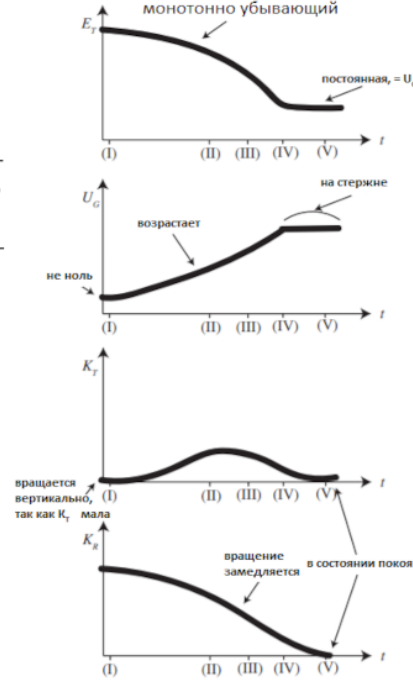 монотонно убывающий
E_T
постоянная, = U
t
(I) (II) (III) (IV) (V)
на стержне
U_G
возрастает
не ноль
t
(I) (II) (III) (IV) (V)
K_T
вращается
вертикально,
так как K_T мала
t
(I) (II) (III) (IV) (V)
K_R
вращение
замедляется
в состоянии покоя
t
(I) (II) (III) (IV) (V)